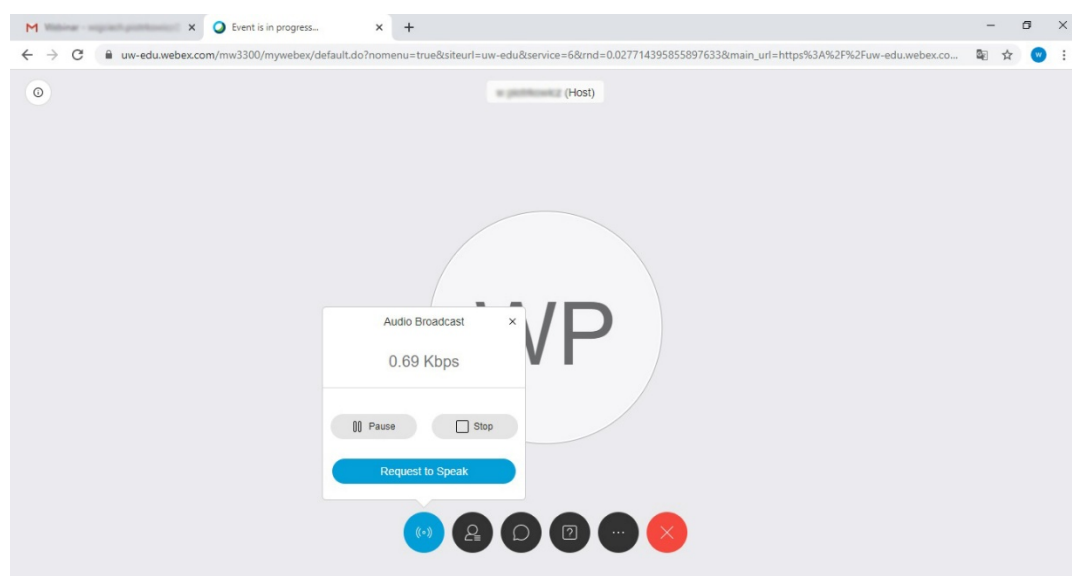 Event is in progress...
uw-edu.webex.com/mw3300/mywebex/default.do?nomenu=true&siteurl=uw-edu&service=6&rnd=0.027714395855897633&main_url=https%3A%2F%2Fuw-edu.webex.co...
W
(Host)
WP
Audio Broadcast
0.69 Kbps
Pause
Stop
Request to Speak